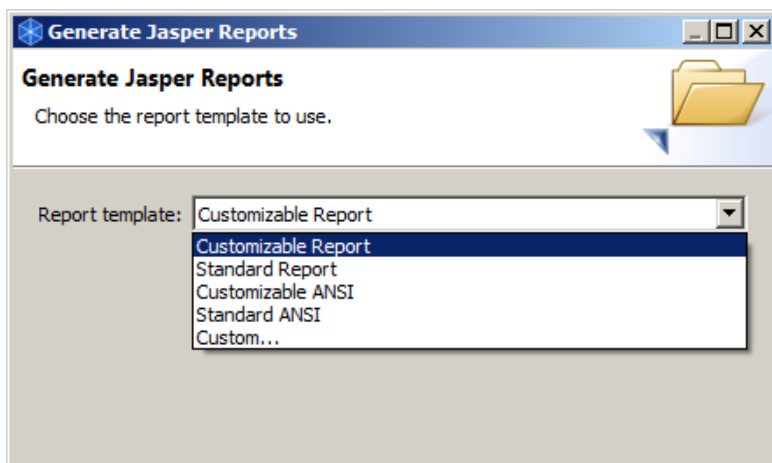 Generate Jasper Reports
Generate Jasper Reports
Choose the report template to use.
Report template: Customizable Report
Customizable Report
Standard Report
Customizable ANSI
Standard ANSI
Custom...